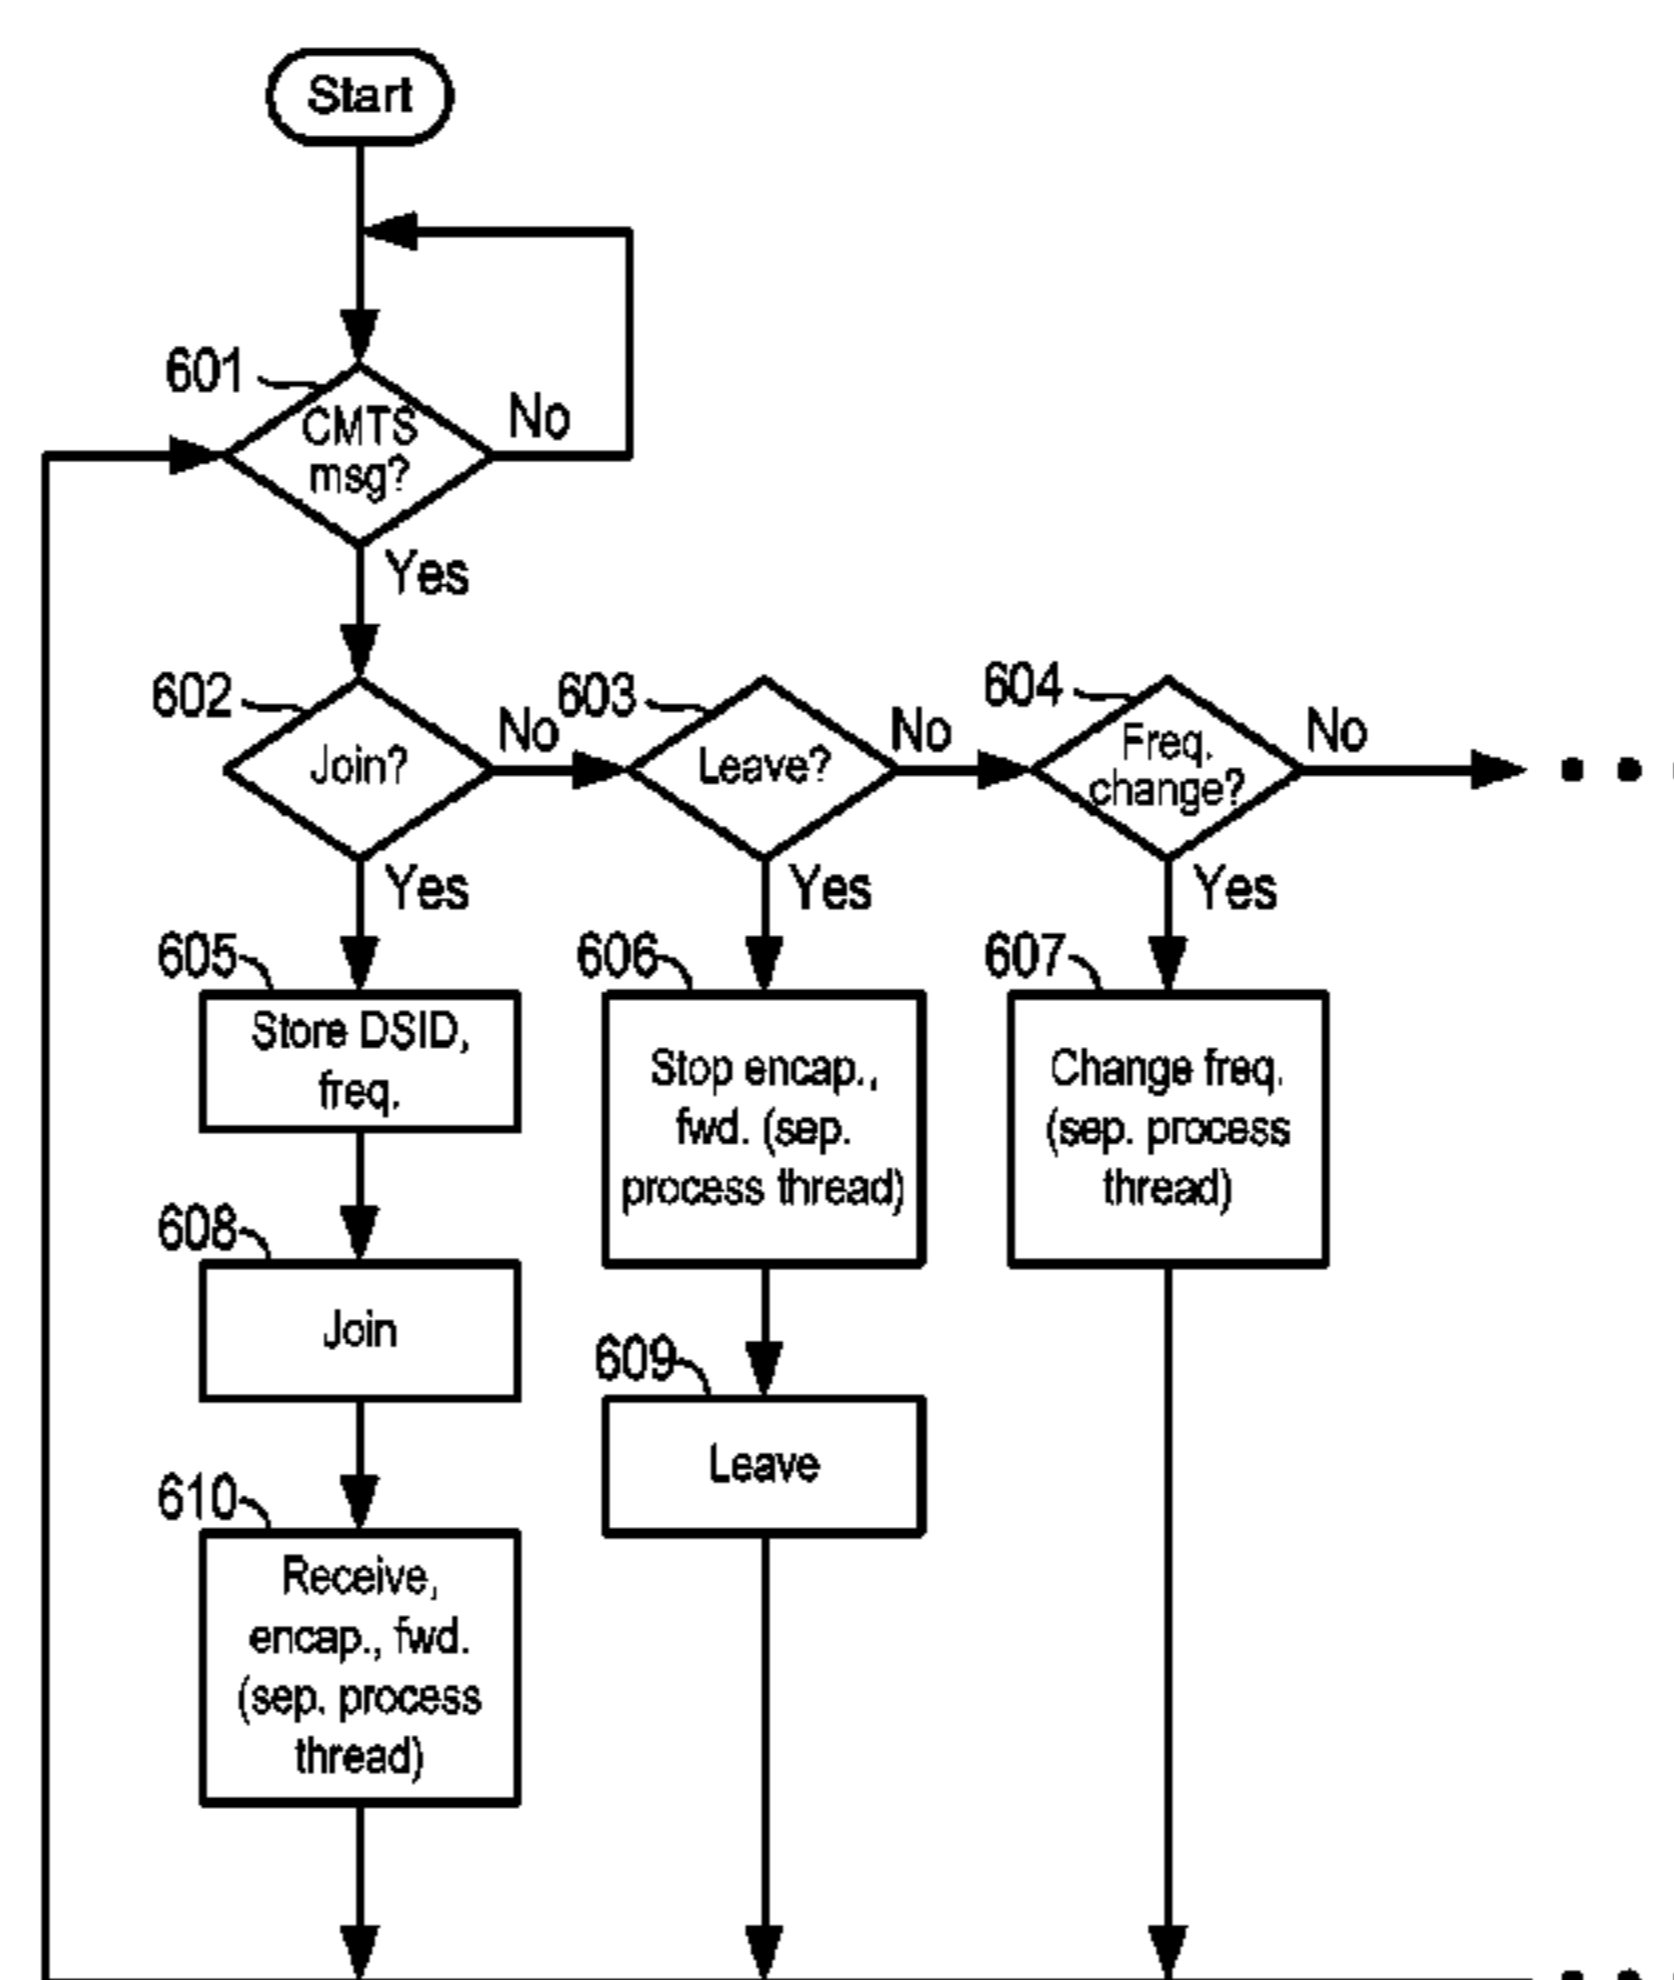 Start
601
CMTS
msg?
No
Yes
602
Join?
No
603
Leave?
No
604
Freq.
change?
No
Yes
Yes
Yes
605
Store DSID,
freq.
606
Stop encap.,
fwd. (sep.
process thread)
607
Change freq.
(sep. process
thread)
608
Join
609
Leave
610
Receive,
encap., fwd.
(sep. process
thread)